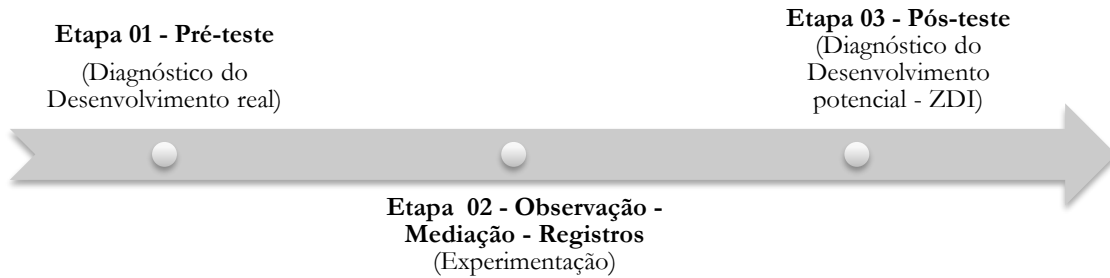 Etapa 01 - Pré-teste
(Diagnóstico do
Desenvolvimento real)
Etapa 02 - Observação -
Mediação - Registros
(Experimentação)
Etapa 03 - Pós-teste
(Diagnóstico do
Desenvolvimento
potencial - ZDI)